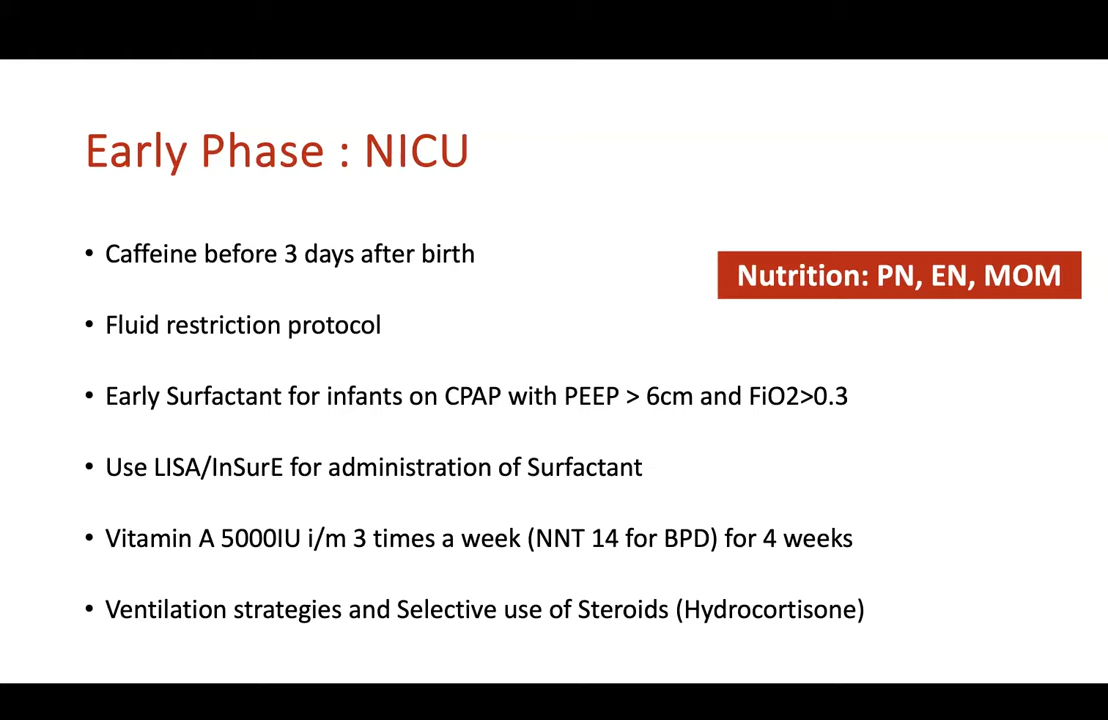 Early Phase : NICU
• Caffeine before 3 days after birth
Nutrition: PN, EN, MOM
• Fluid restriction protocol
• Early Surfactant for infants on CPAP with PEEP > 6cm and FiO2>0.3
• Use LISA/InSurE for administration of Surfactant
• Vitamin A 5000IU i/m 3 times a week (NNT 14 for BPD) for 4 weeks
• Ventilation strategies and Selective use of Steroids (Hydrocortisone)